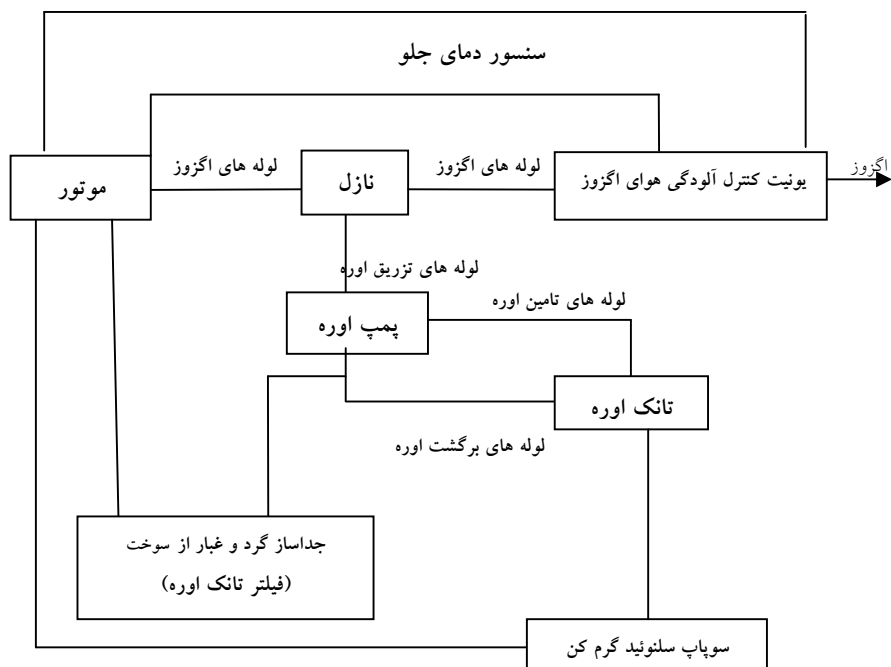 سنسور دمای جلو
موتور
لوله های اگزوز
نازل
لوله های اگزوز
یونیت کنترل آلودگی هوای اگزوز
اگزوز
لوله های تزریق اوره
پمپ اوره
لوله های تامین اوره
تانک اوره
لوله های برگشت اوره
جداساز گرد و غبار از سوخت
(فیلتر تانک اوره)
سوپاپ سلنوئید گرم کن